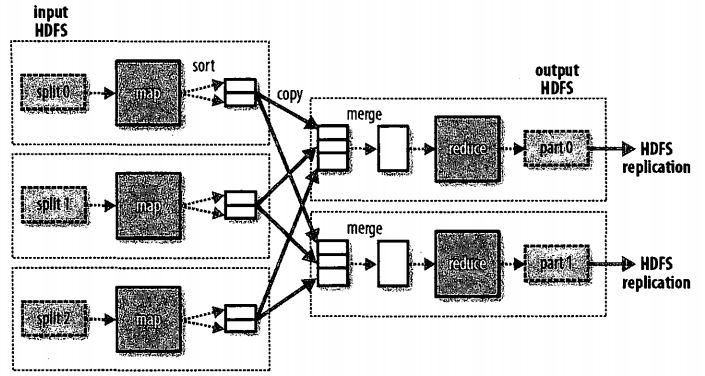 input
HDFS
split 0
map
sort
copy
split 1
map
split 2
map
output
HDFS
merge
reduce
part 0
HDFS
replication
merge
reduce
part 1
HDFS
replication